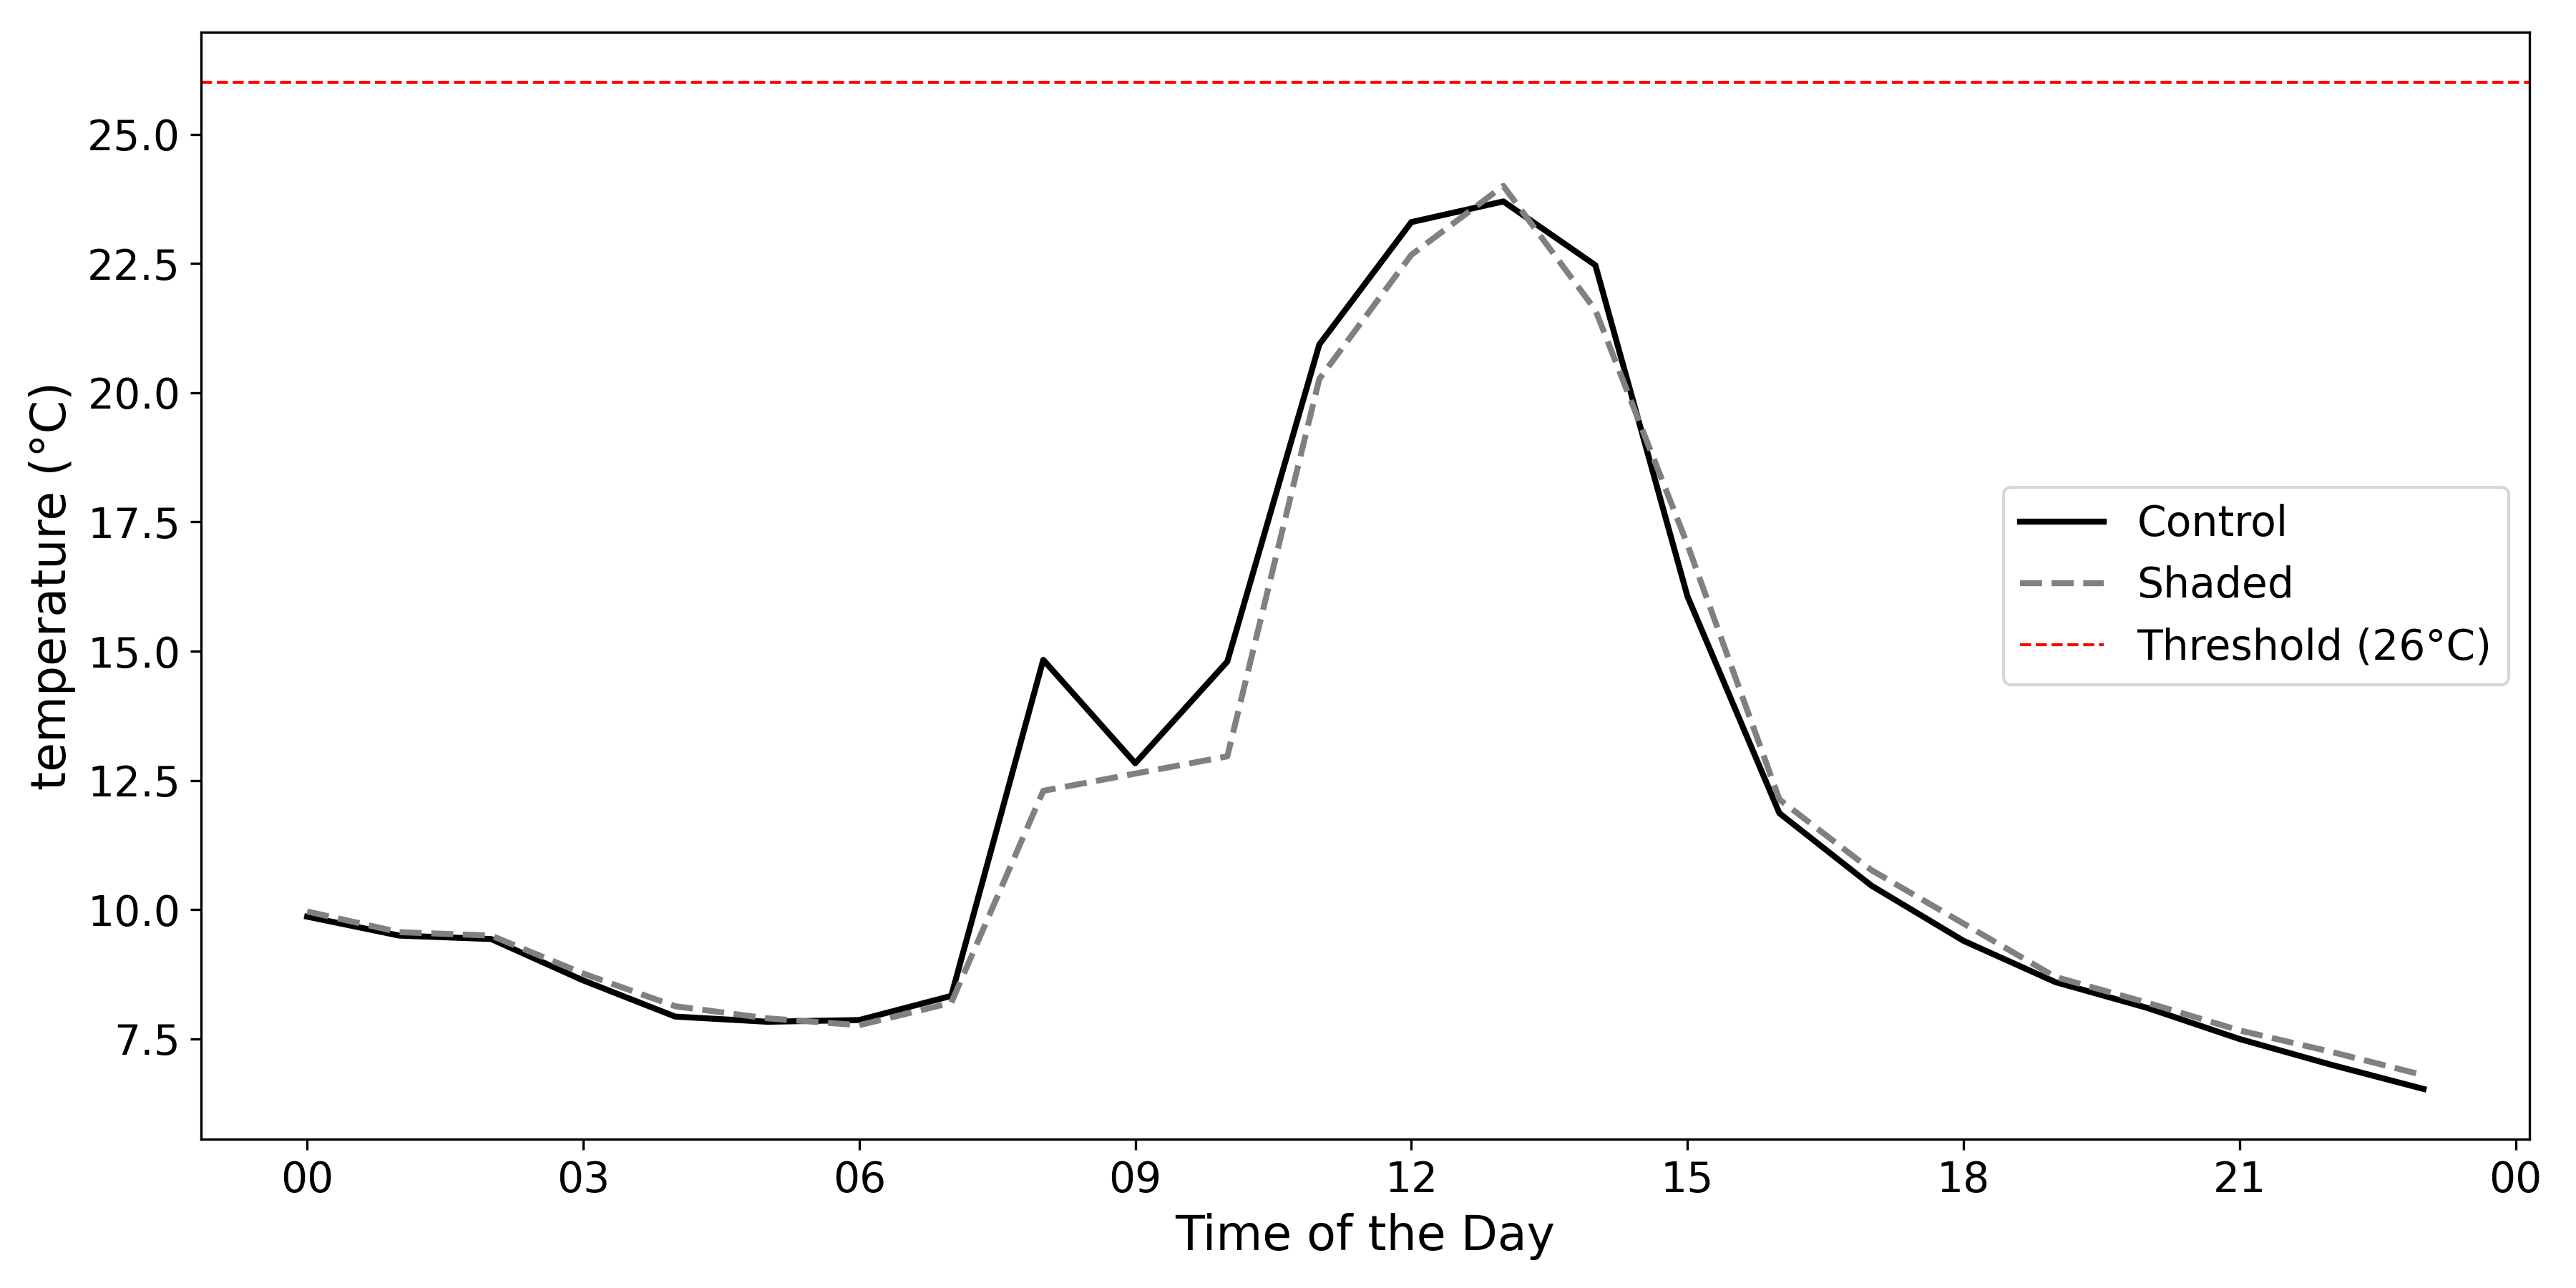 25.0
22.5
20.0
17.5
15.0
12.5
10.0
7.5
temperature (°C)
Control
Shaded
Threshold (26°C)
00 03 06 09 12 15 18 21 00
Time of the Day